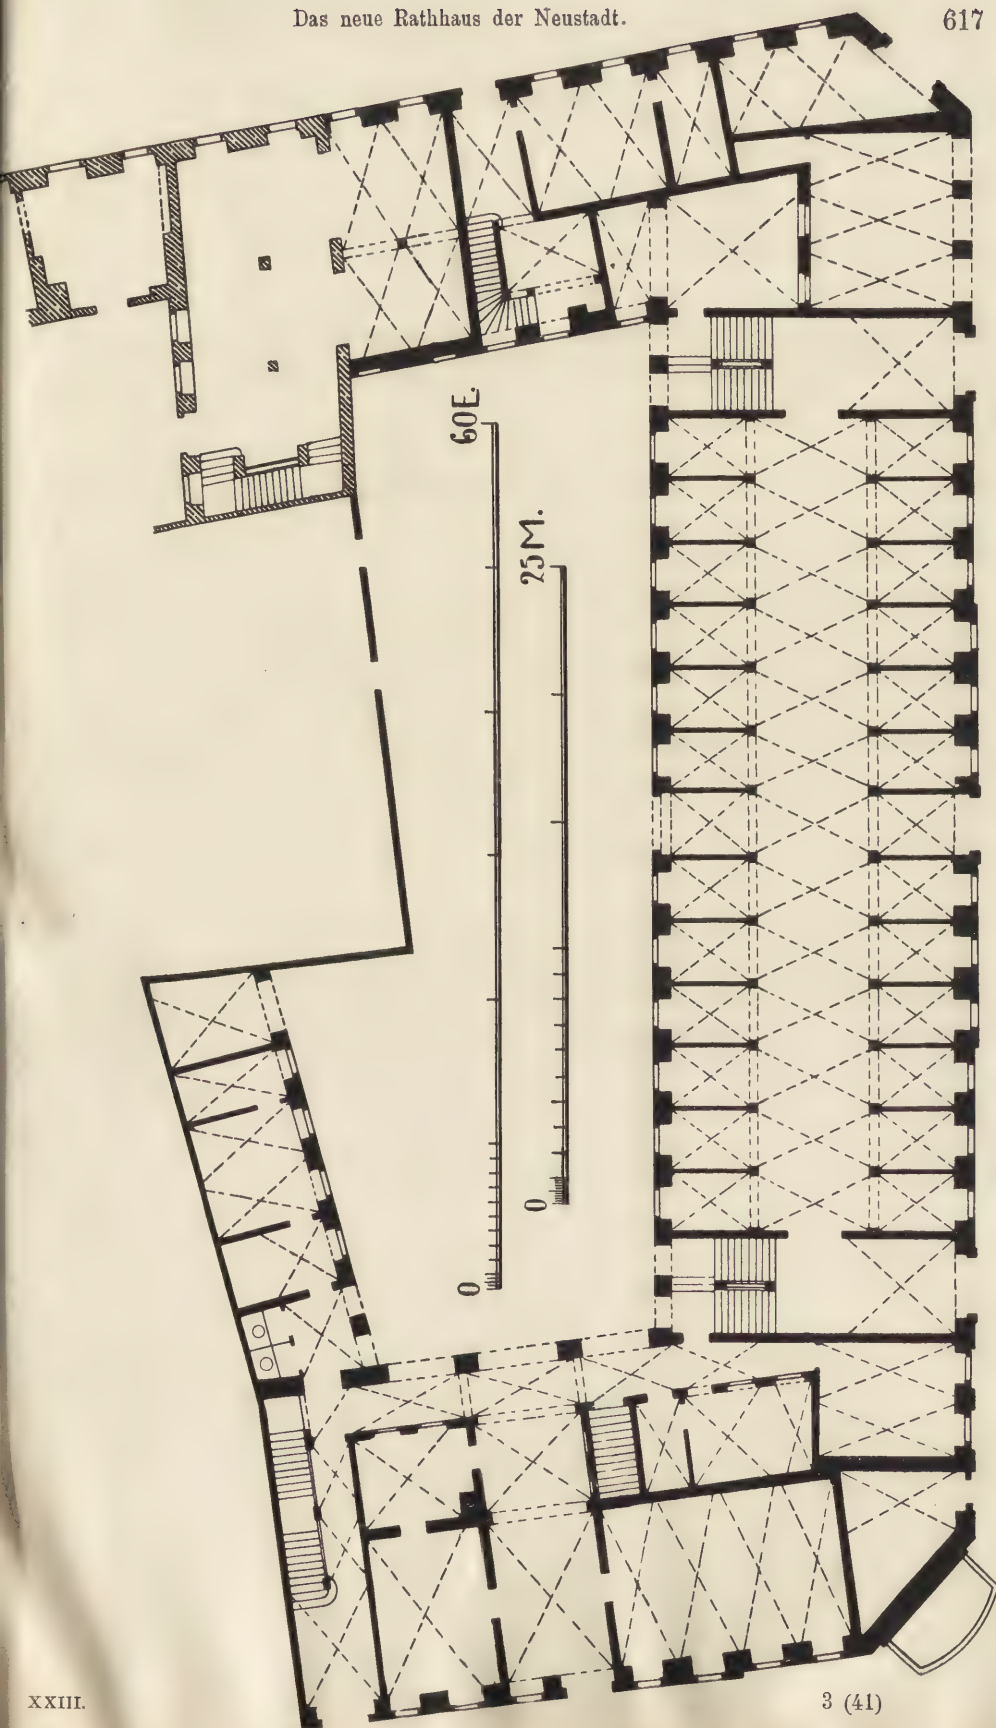 Das neue Rathhaus der Neustadt. 617
60E.
25M.
0
0
XXIII. 3 (41)